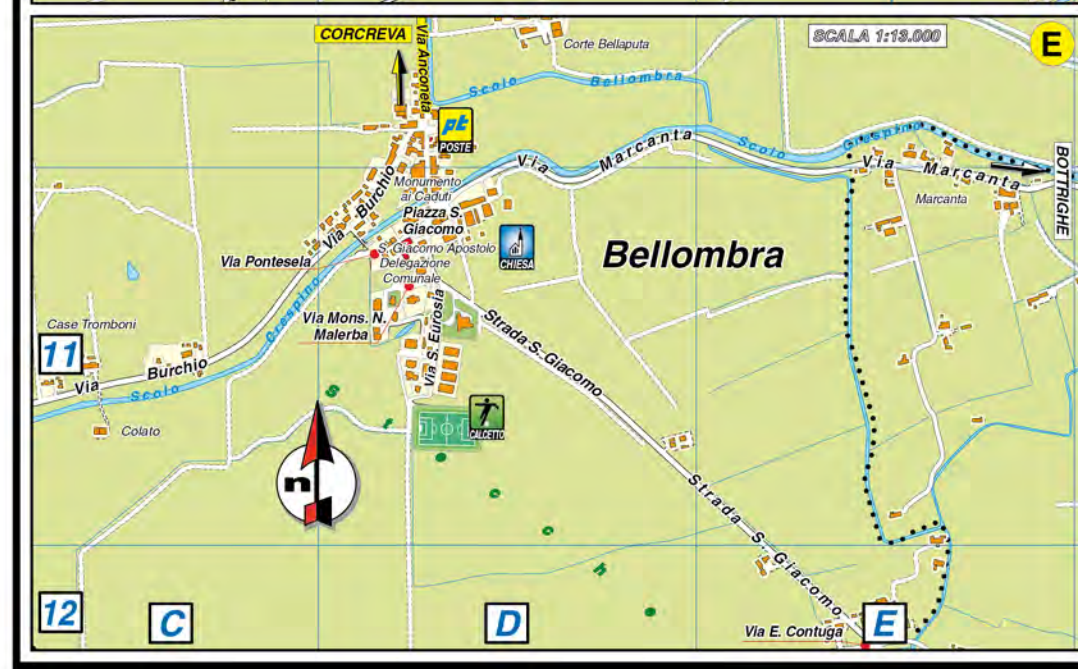 CORCREVA
Via Anconeta
Corte Bellaputa
SCALA 1:13.000
E
Scolo Bellombra
pt
POSTE
Via Marcanta
Scolo Crespino
Via Marcanta
BOTTRIGHE
Marcanta
Monumento
ai Caduti
Via Burchio
Piazza S.
Giacomo
Via Pontesela
S. Giacomo Apostolo
Delegazione
Comunale
CHIESA
Bellombra
Via Mons. N.
Malerba
Via S. Eurosia
Strada S. Giacomo
Case Tromboni
11
Via Burchio
Scolo Crespino
Colato
CALCETTO
n
S t o c h
Strada S. Giacomo
12
C
D
Via E. Contuga
E